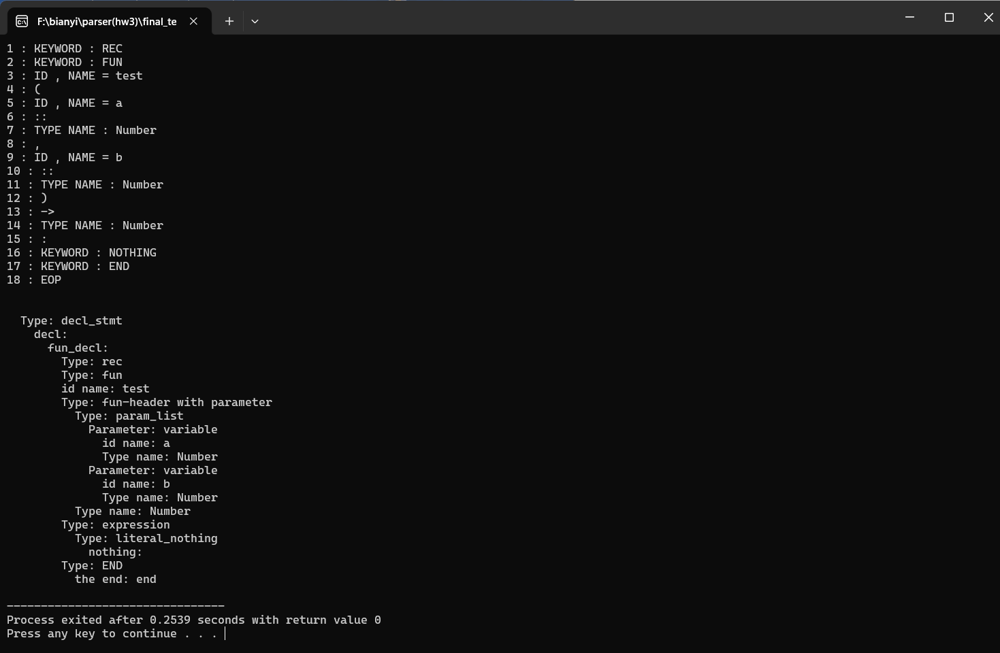 F:\bianyi\parser(hw3)\final_te
1 : KEYWORD : REC
2 : KEYWORD : FUN
3 : ID , NAME = test
4 : (
5 : ID , NAME = a
6 : ::
7 : TYPE NAME : Number
8 : ,
9 : ID , NAME = b
10 : ::
11 : TYPE NAME : Number
12 : )
13 : ->
14 : TYPE NAME : Number
15 : :
16 : KEYWORD : NOTHING
17 : KEYWORD : END
18 : EOP
Type: decl_stmt
decl:
fun_decl:
Type: rec
Type: fun
id name: test
Type: fun-header with parameter
Type: param_list
Parameter: variable
id name: a
Type name: Number
Parameter: variable
id name: b
Type name: Number
Type name: Number
Type: expression
Type: literal_nothing
nothing:
Type: END
the end: end
--------------------------------
Process exited after 0.2539 seconds with return value 0
Press any key to continue . . .